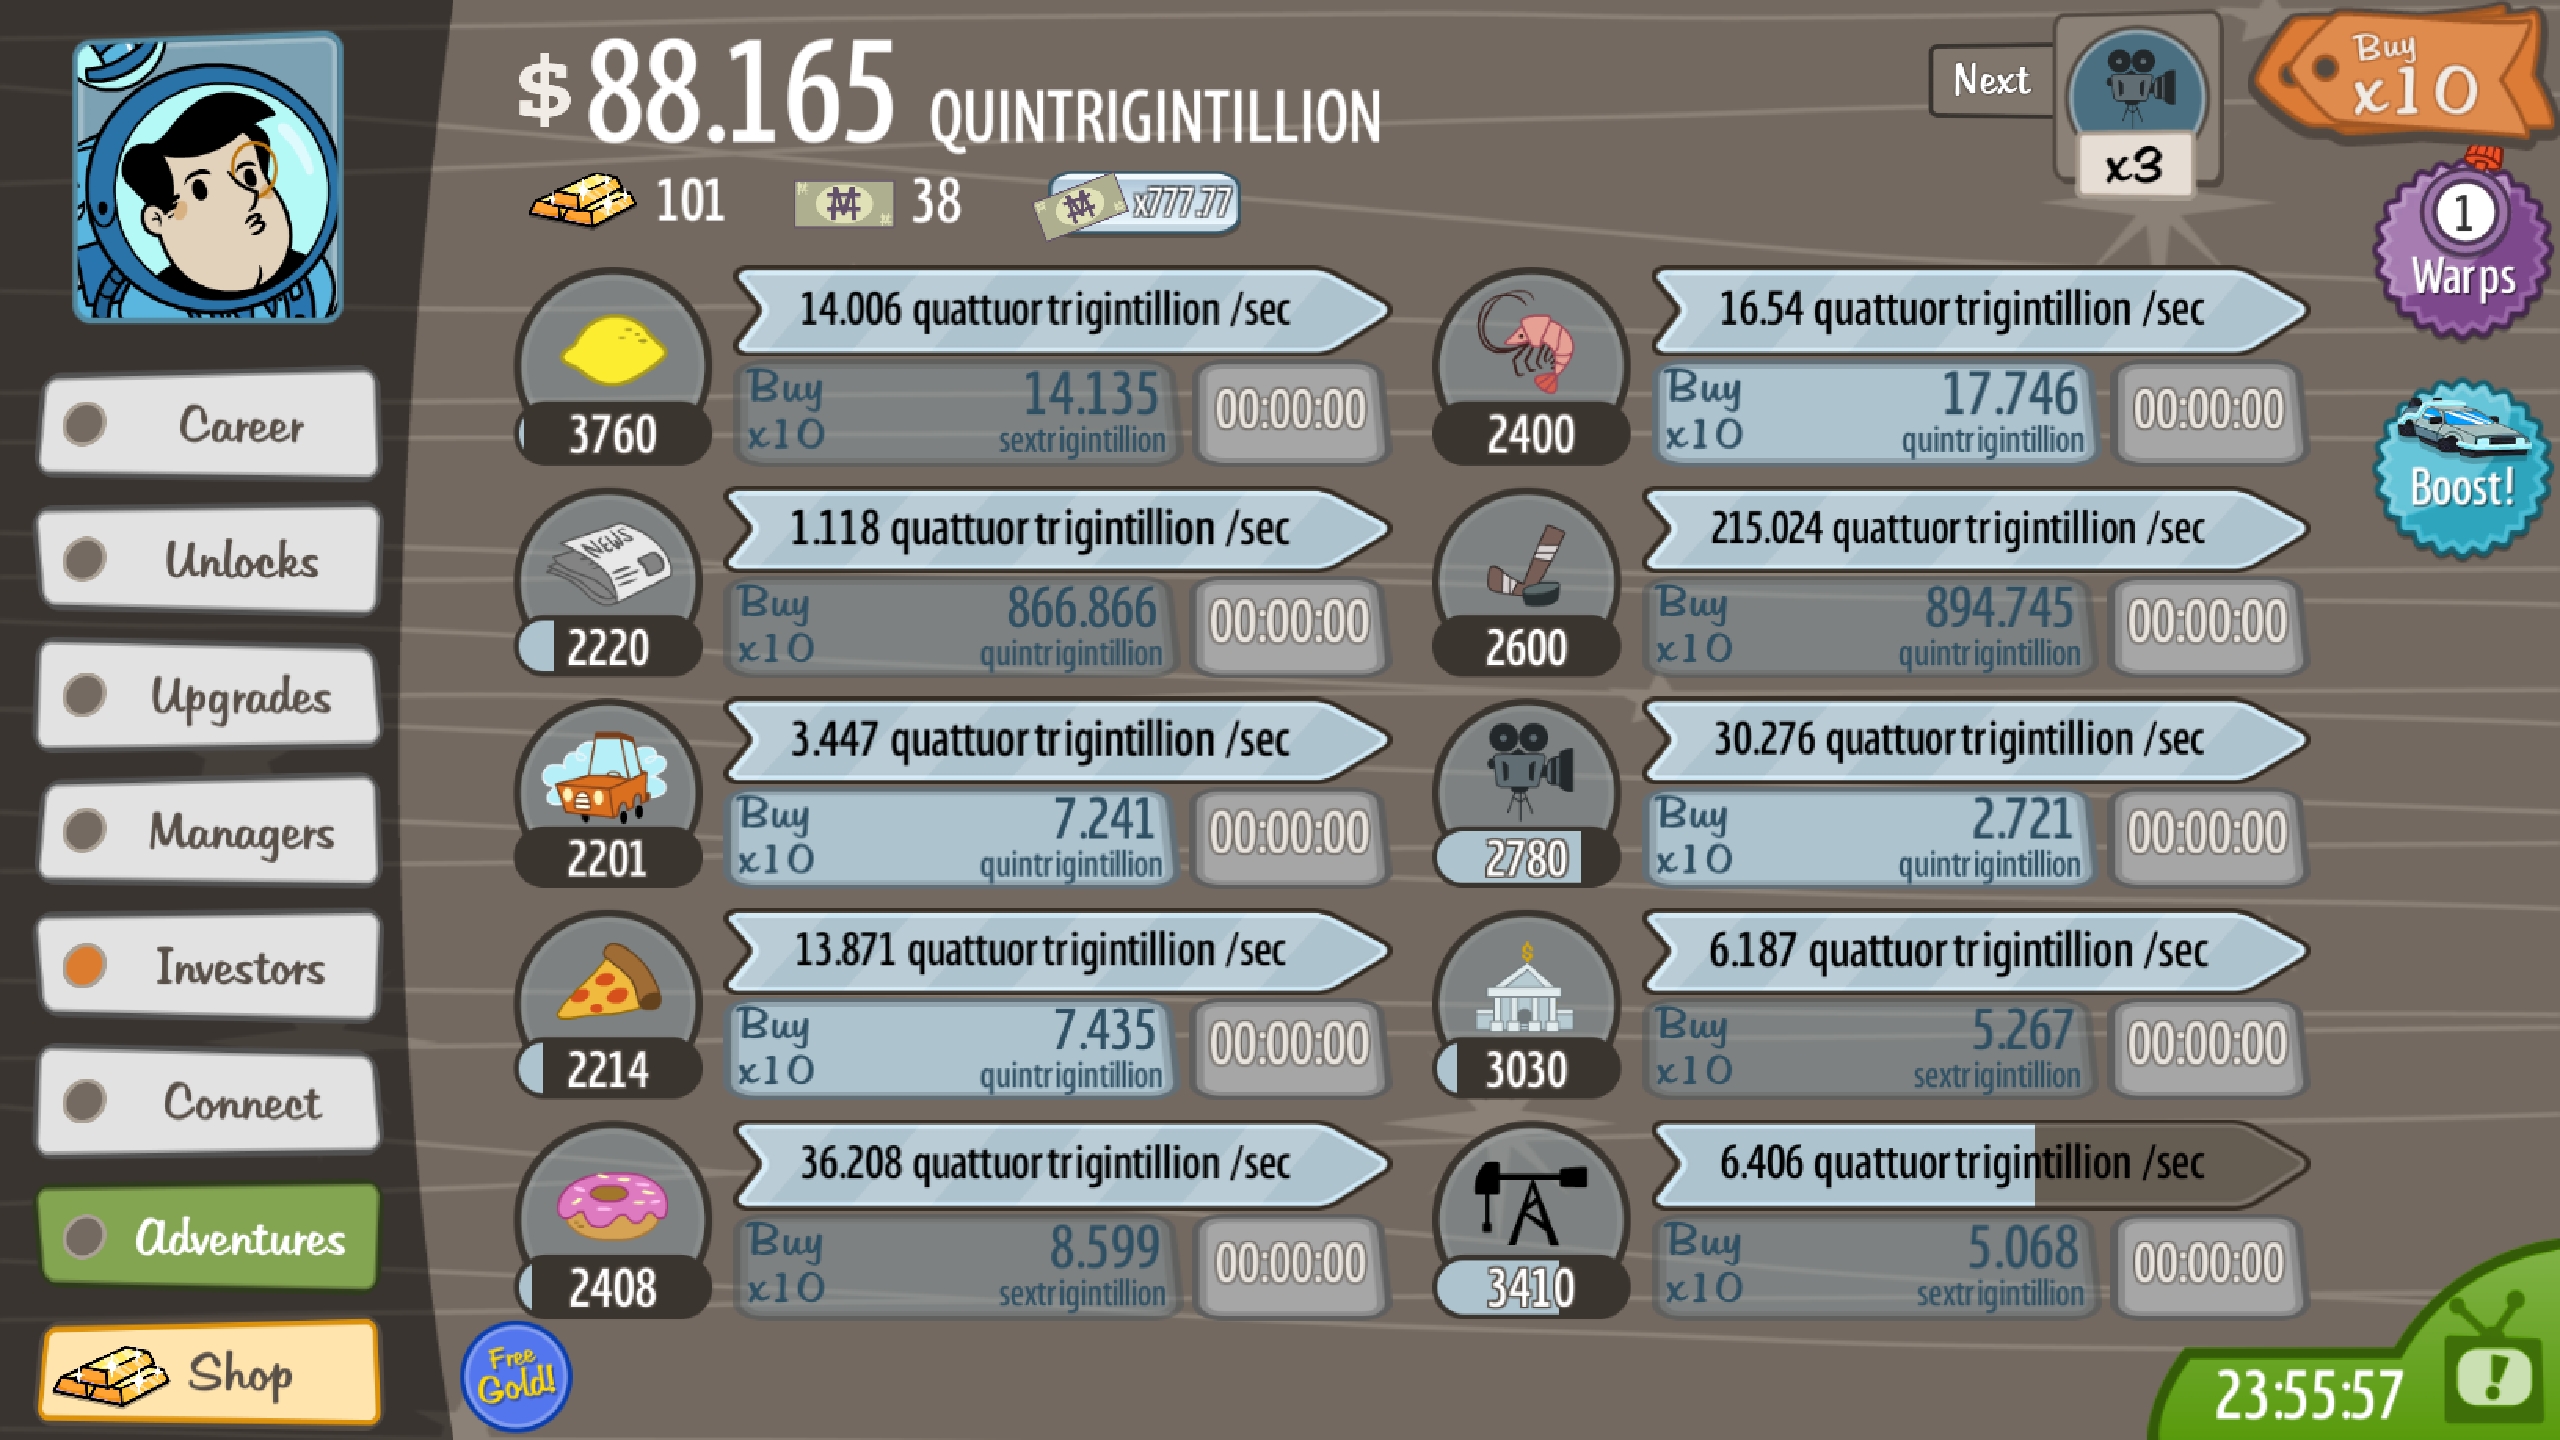 $88.165 QUINTRIGINTILLION
101
38
x777.77
Next
x3
Buy
x10
1
Warps
Boost!
Career
Unlocks
Upgrades
Managers
Investors
Connect
Adventures
Shop
14.006 quattuortrigintillion /sec
Buy 14.135
x10 sextrigintillion
00:00:00
3760
NEWS
1.118 quattuortrigintillion /sec
Buy 866.866
x10 quintrigintillion
00:00:00
2220
3.447 quattuortrigintillion /sec
Buy 7.241
x10 quintrigintillion
00:00:00
2201
13.871 quattuortrigintillion /sec
Buy 7.435
x10 quintrigintillion
00:00:00
2214
36.208 quattuortrigintillion /sec
Buy 8.599
x10 sextrigintillion
00:00:00
2408
16.54 quattuortrigintillion /sec
Buy 17.746
x10 quintrigintillion
00:00:00
2400
215.024 quattuortrigintillion /sec
Buy 894.745
x10 quintrigintillion
00:00:00
2600
30.276 quattuortrigintillion /sec
Buy 2.721
x10 quintrigintillion
00:00:00
2780
$
6.187 quattuortrigintillion /sec
Buy 5.267
x10 sextrigintillion
00:00:00
3030
6.406 quattuortrigintillion /sec
Buy 5.068
x10 sextrigintillion
00:00:00
3410
Free
Gold!
23:55:57
!